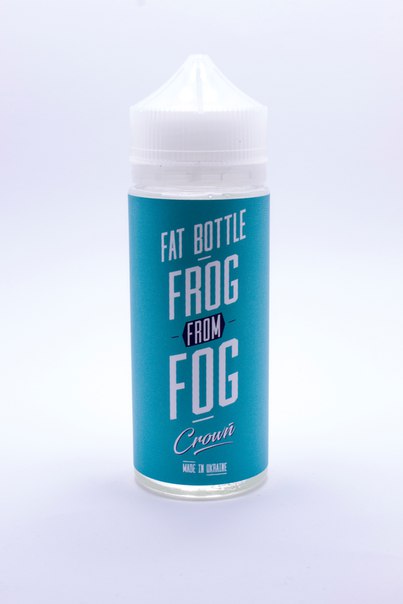 FAT BOTTLE
FROG
FROM
FOG
Crown
MADE IN UKRAINE